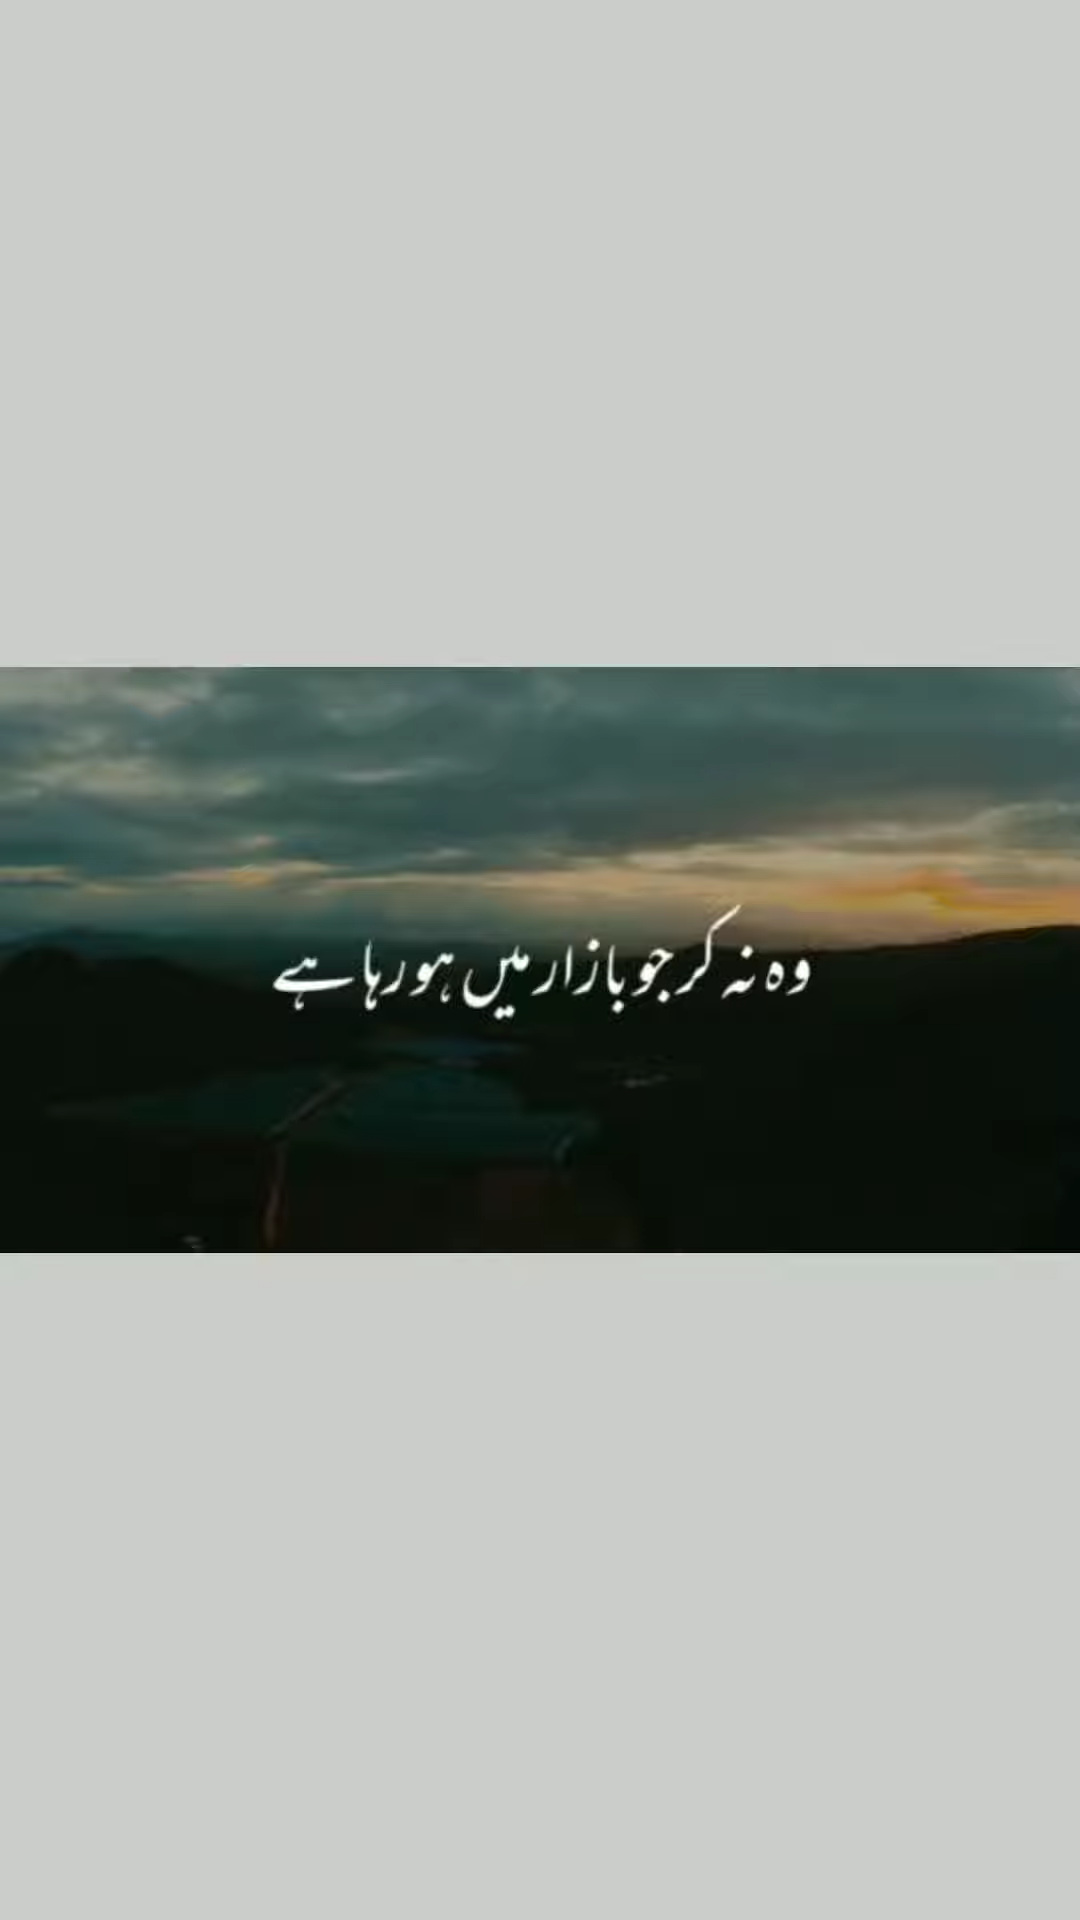 وہ نہ کر جو بازار میں ہو رہا ہے